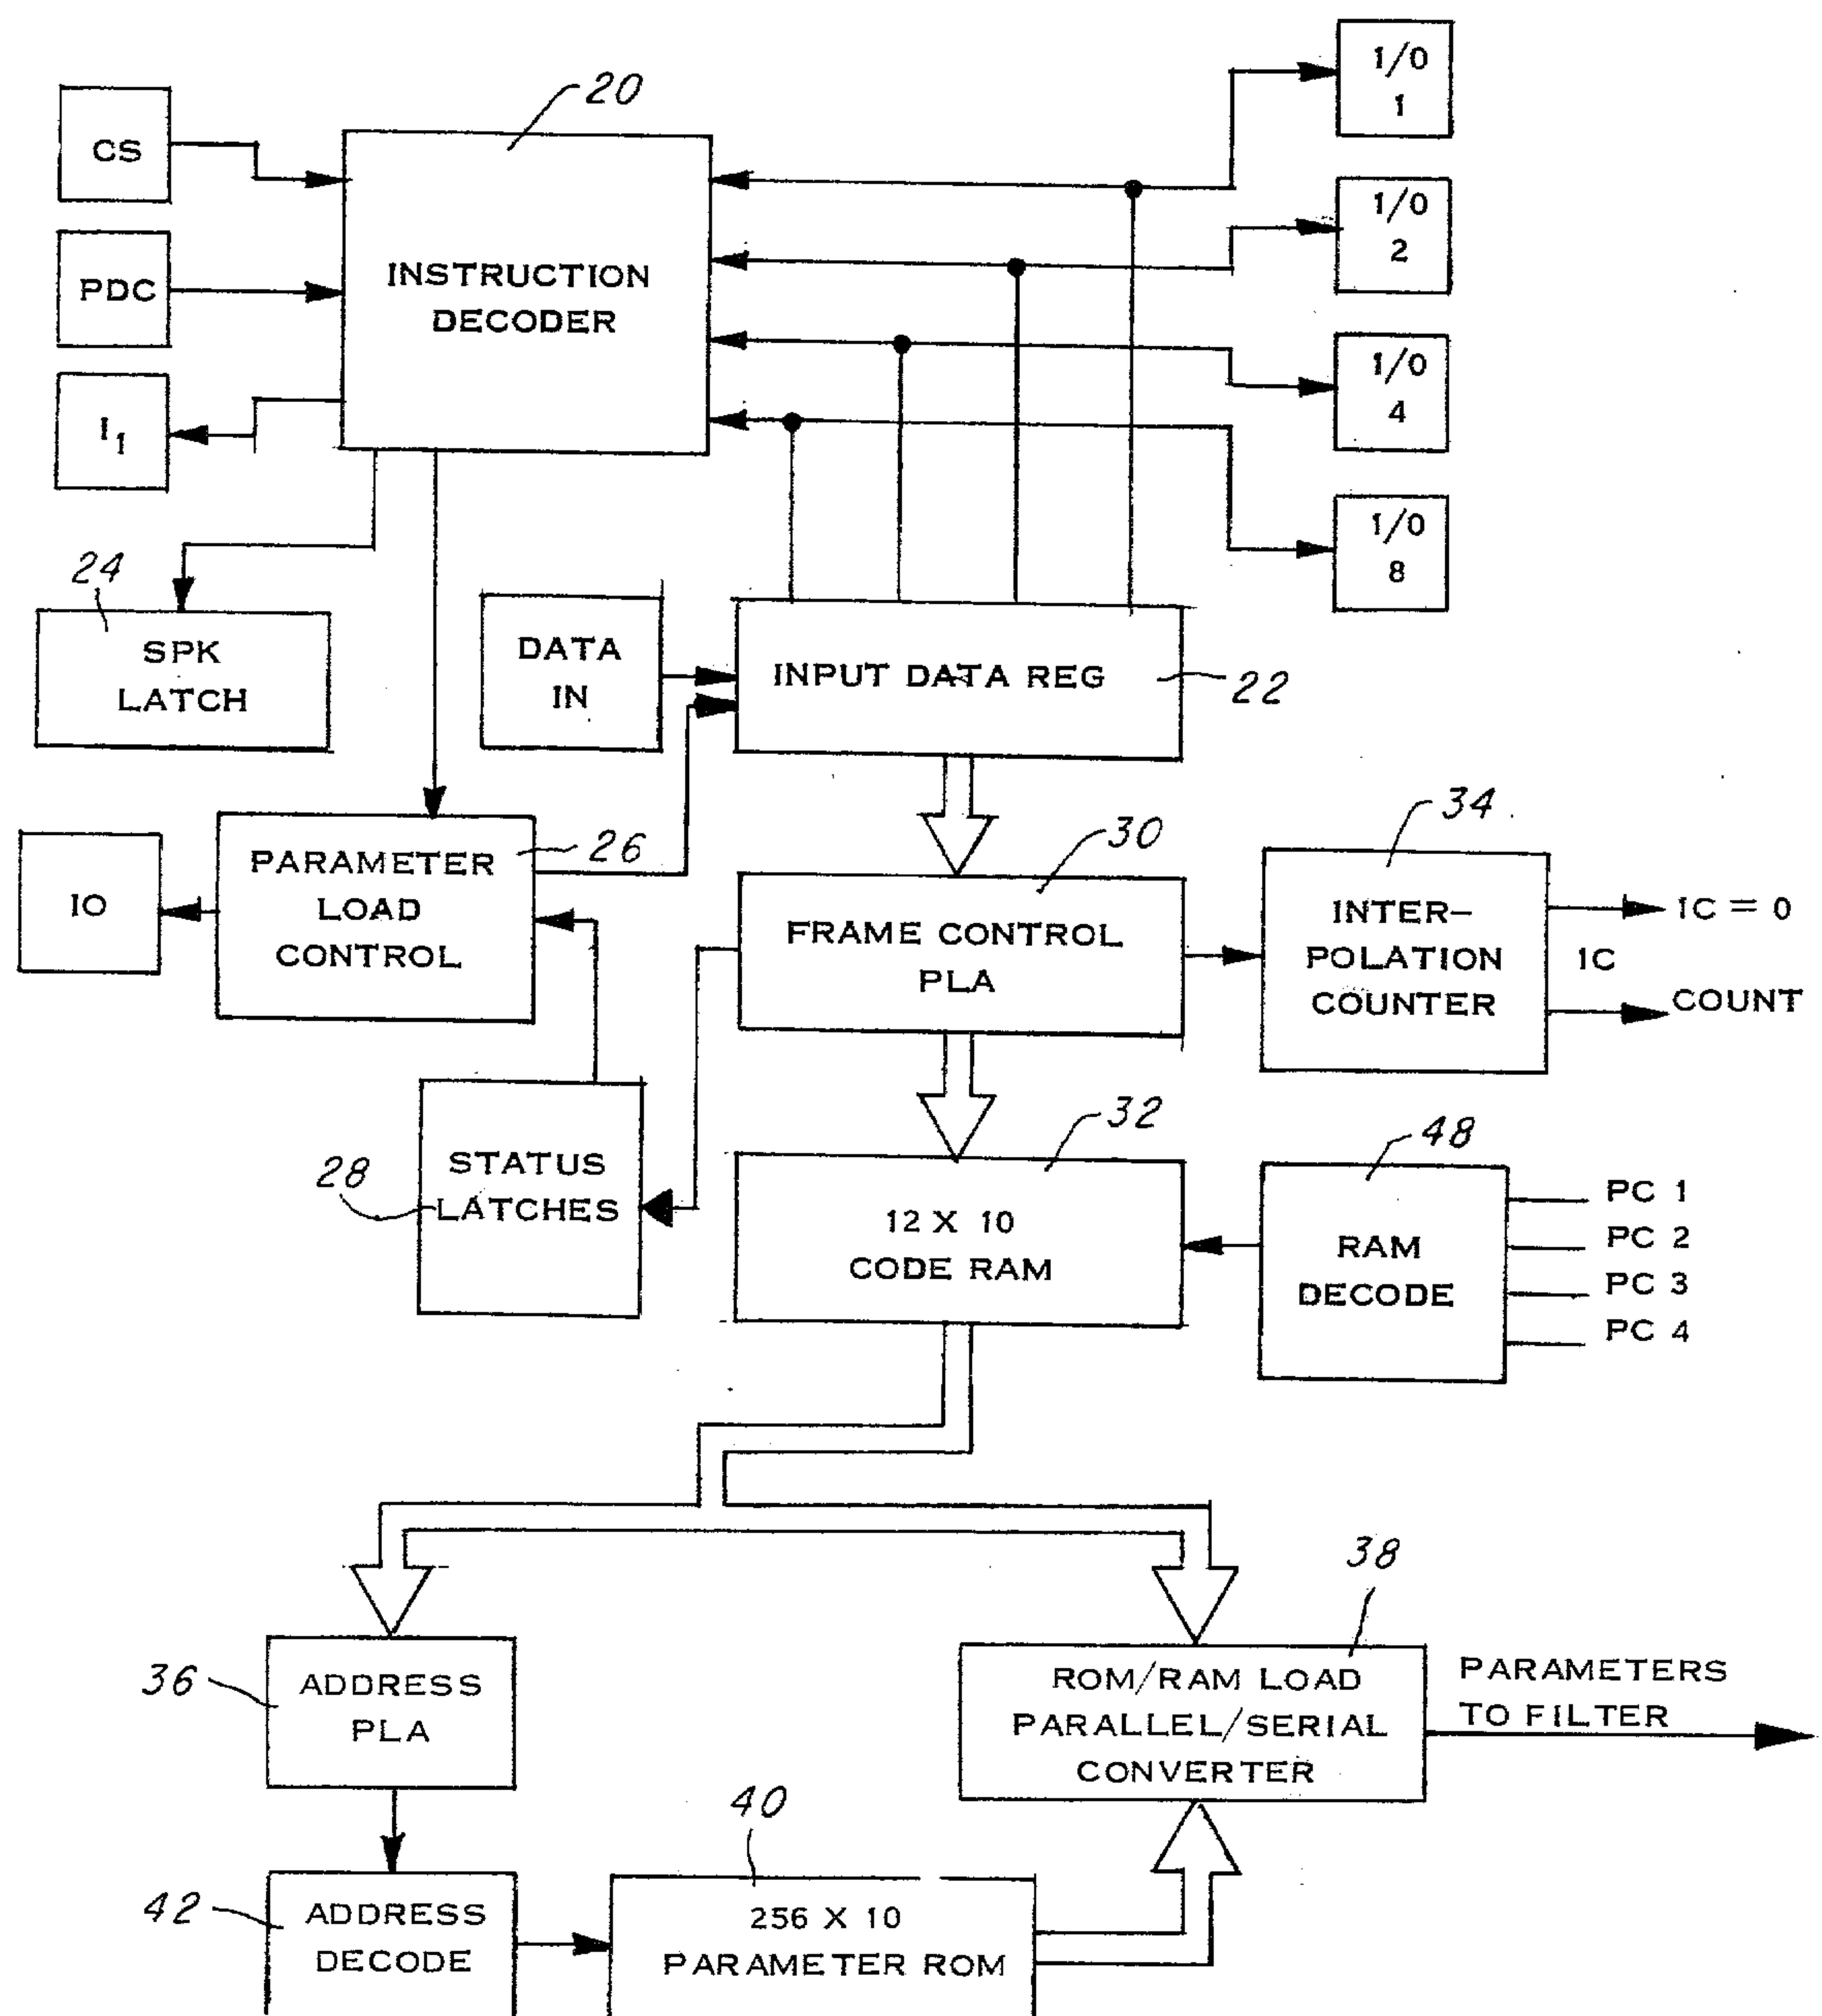 1/0
1
20
CS
1/0
2
INSTRUCTION
DECODER
PDC
1/0
4
I1
1/0
8
24
SPK
LATCH
DATA
IN
INPUT DATA REG
22
34
30
26
PARAMETER
LOAD
CONTROL
IO
INTER-
POLATION
COUNTER
IC = 0
IC
COUNT
FRAME CONTROL
PLA
32
48
28
STATUS
LATCHES
12 X 10
CODE RAM
RAM
DECODE
PC 1
PC 2
PC 3
PC 4
38
36
ADDRESS
PLA
ROM/RAM LOAD
PARALLEL/SERIAL
CONVERTER
PARAMETERS
TO FILTER
40
42
ADDRESS
DECODE
256 X 10
PARAMETER ROM